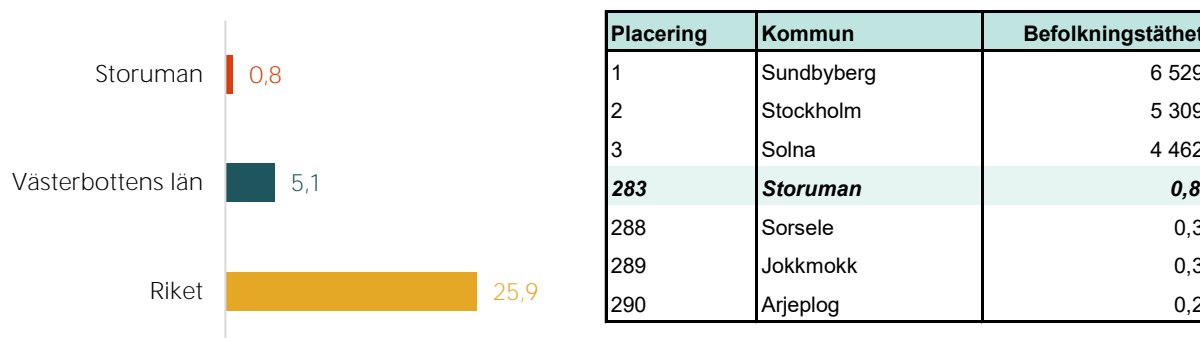 Storuman 0,8
Västerbottens län 5,1
Riket 25,9
Placering Kommun Befolkningstäthet
1 Sundbyberg 6 529
2 Stockholm 5 309
3 Solna 4 462
283 Storuman 0,8
288 Sorsele 0,3
289 Jokkmokk 0,3
290 Arjeplog 0,2